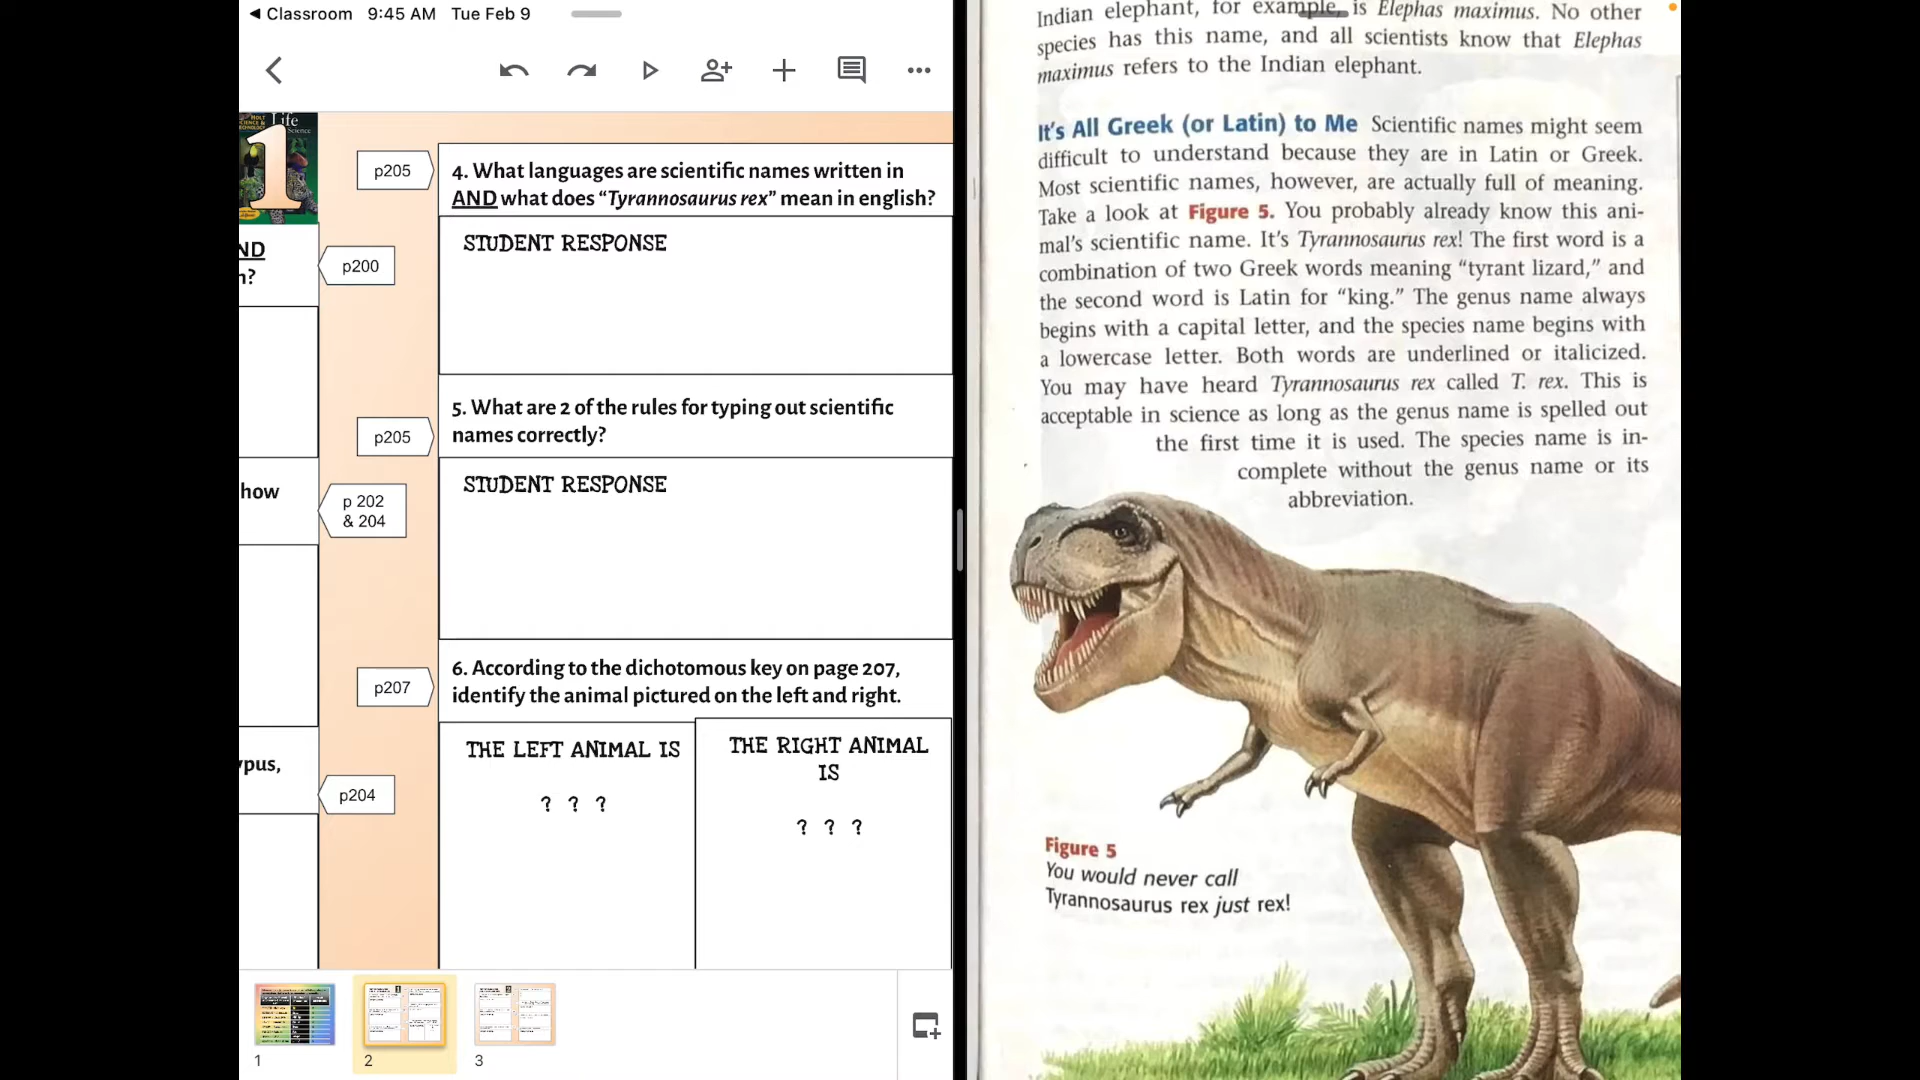 Classroom 9:45 AM Tue Feb 9
HOLT
SCIENCE &
TECHNOLOGY
Life
Science
1
ND
n?
p200
how
p 202
& 204
ypus,
p204
p205
4. What languages are scientific names written in
AND what does “Tyrannosaurus rex” mean in english?
STUDENT RESPONSE
p205
5. What are 2 of the rules for typing out scientific
names correctly?
STUDENT RESPONSE
p207
6. According to the dichotomous key on page 207,
identify the animal pictured on the left and right.
THE LEFT ANIMAL IS
? ? ?
THE RIGHT ANIMAL
IS
? ? ?
1
2
3
Indian elephant, for example, is Elephas maximus. No other
species has this name, and all scientists know that Elephas
maximus refers to the Indian elephant.
It's All Greek (or Latin) to Me Scientific names might seem
difficult to understand because they are in Latin or Greek.
Most scientific names, however, are actually full of meaning.
Take a look at Figure 5. You probably already know this ani-
mal's scientific name. It's Tyrannosaurus rex! The first word is a
combination of two Greek words meaning “tyrant lizard,” and
the second word is Latin for “king.” The genus name always
begins with a capital letter, and the species name begins with
a lowercase letter. Both words are underlined or italicized.
You may have heard Tyrannosaurus rex called T. rex. This is
acceptable in science as long as the genus name is spelled out
the first time it is used. The species name is in-
complete without the genus name or its
abbreviation.
Figure 5
You would never call
Tyrannosaurus rex just rex!